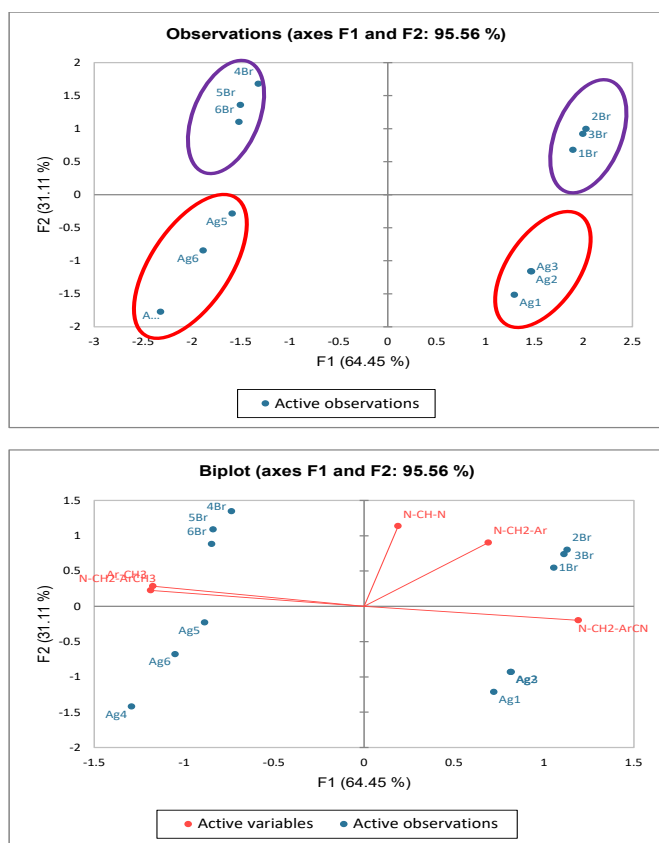 Observations (axes F1 and F2: 95.56 %)
2
1.5
1
0.5
0
-0.5
-1
-1.5
-2
F2 (31.11 %)
4Br
5Br
6Br
2Br
3Br
1Br
Ag5
Ag6
A...
Ag3
Ag2
Ag1
-3 -2.5 -2 -1.5 -1 -0.5 0 0.5 1 1.5 2 2.5
F1 (64.45 %)
Active observations
Biplot (axes F1 and F2: 95.56 %)
1.5
1
0.5
0
-0.5
-1
-1.5
-2
F2 (31.11 %)
4Br
5Br
6Br
N-CH-N
N-CH2-Ar
2Br
3Br
1Br
Ar-CH3
N-CH2-ArCH3
N-CH2-ArCN
Ag5
Ag6
Ag4
Ag1
-1.5 -1 -0.5 0 0.5 1 1.5
F1 (64.45 %)
Active variables Active observations